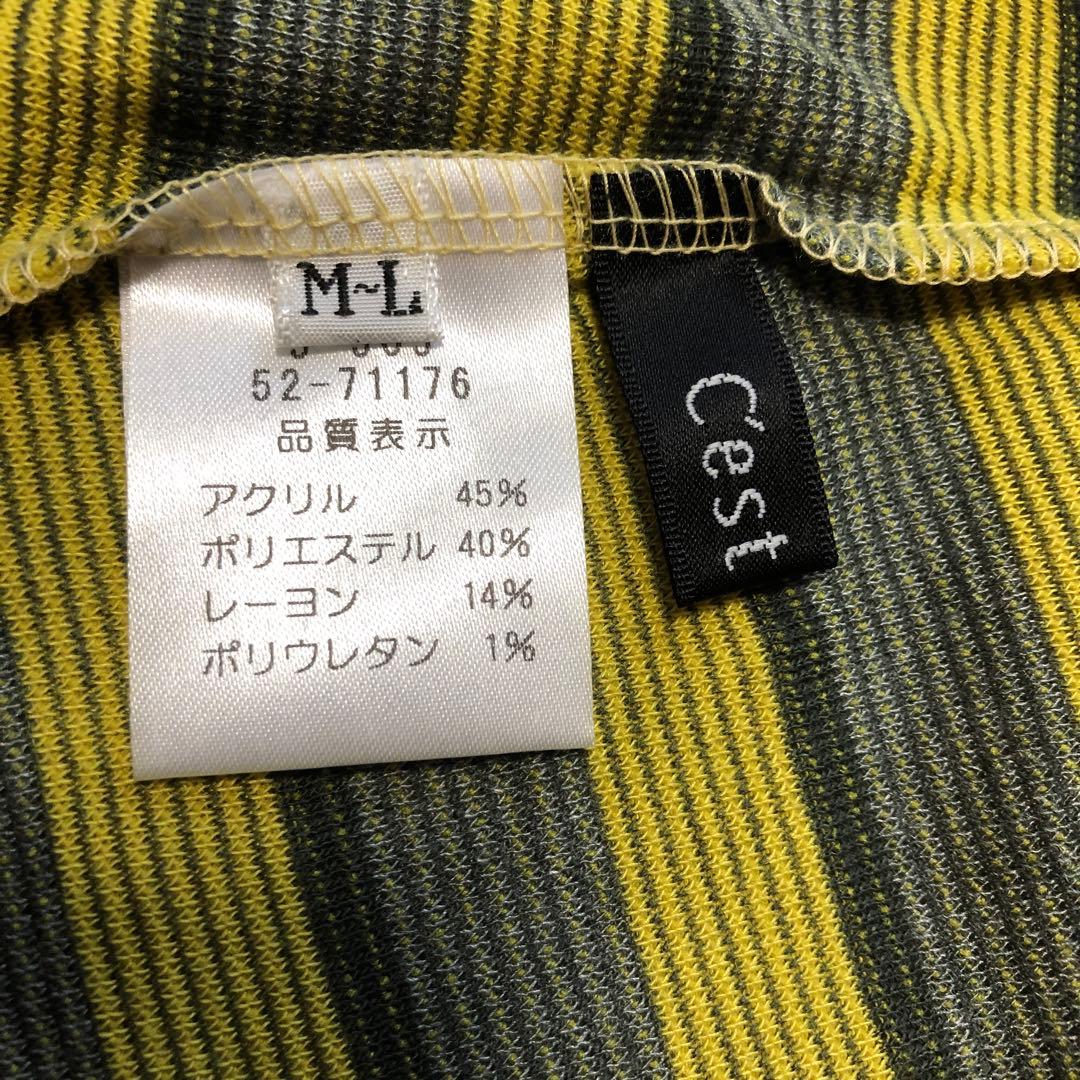 M~L
52-71176
品質表示
アクリル 45%
ポリエステル 40%
レーヨン 14%
ポリウレタン 1%
C'est